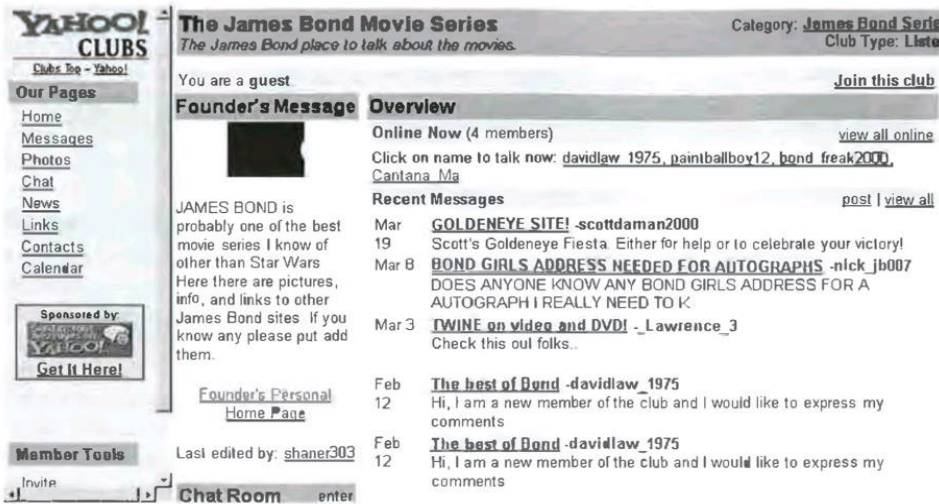 YAHOO!
CLUBS
Clubs Top - Yahoo!
Our Pages
Home
Messages
Photos
Chat
News
Links
Contacts
Calendar
Sponsored by:
YAHOO!
Get It Here!
Member Tools
Invite
The James Bond Movie Series
The James Bond place to talk about the movies.
Category: James Bond Serie
Club Type: Liste
You are a guest
Join this club
Founder's Message
JAMES BOND is
probably one of the best
movie series I know of
other than Star Wars
Here there are pictures,
info, and links to other
James Bond sites. If you
know any please put add
them.
Founder's Personal
Home Page
Last edited by: shaner303
Chat Room enter
Overview
Online Now (4 members) view all online
Click on name to talk now: davidlaw_1975, paintballboy12, bond_freak2000,
Cantana_Ma
Recent Messages post | view all
Mar GOLDENEYE SITE! -scottdaman2000
19 Scott's Goldeneye Fiesta. Either for help or to celebrate your victory!
Mar 8 BOND GIRLS ADDRESS NEEDED FOR AUTOGRAPHS -nick_jb007
DOES ANYONE KNOW ANY BOND GIRLS ADDRESS FOR A
AUTOGRAPH I REALLY NEED TO K
Mar 3 TWINE on video and DVD! -_Lawrence_3
Check this out folks..
Feb The best of Bond -davidlaw_1975
12 Hi, I am a new member of the club and I would like to express my
comments
Feb The best of Bond -davidlaw_1975
12 Hi, I am a new member of the club and I would like to express my
comments